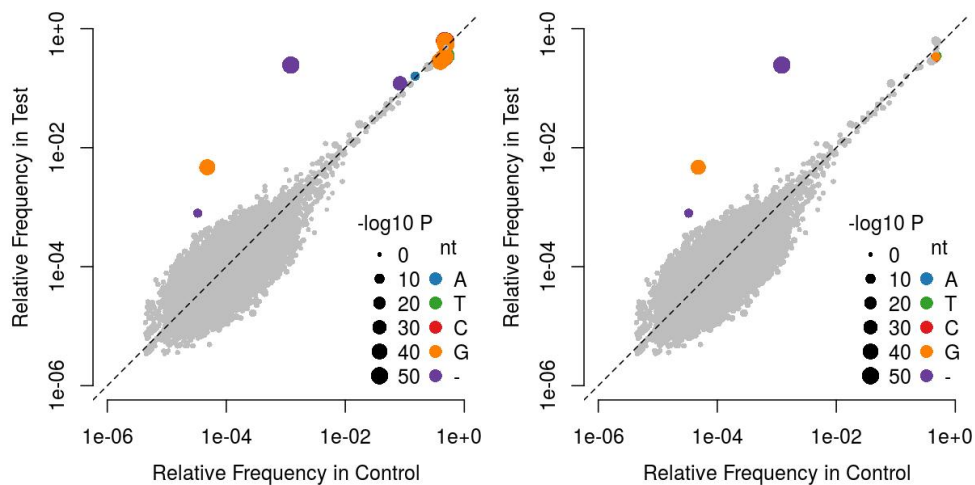 1e+0
1e-02
1e-04
1e-06
Relative Frequency in Test
-log10 P
nt
0
10 A
20 T
30 C
40 G
50 -
1e-06 1e-04 1e-02 1e+0
Relative Frequency in Control
1e+0
1e-02
1e-04
1e-06
Relative Frequency in Test
-log10 P
nt
0
10 A
20 T
30 C
40 G
50 -
1e-06 1e-04 1e-02 1e+0
Relative Frequency in Control